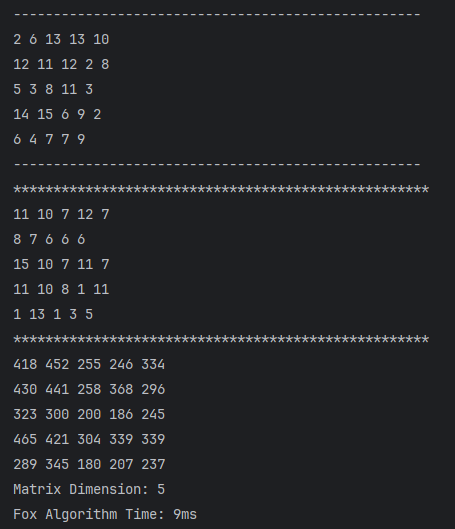 ---------------------------------------------------
2 6 13 13 10
12 11 12 2 8
5 3 8 11 3
14 15 6 9 2
6 4 7 7 9
---------------------------------------------------
****************************************************
11 10 7 12 7
8 7 6 6 6
15 10 7 11 7
11 10 8 1 11
1 13 1 3 5
****************************************************
418 452 255 246 334
430 441 258 368 296
323 300 200 186 245
465 421 304 339 339
289 345 180 207 237
Matrix Dimension: 5
Fox Algorithm Time: 9ms